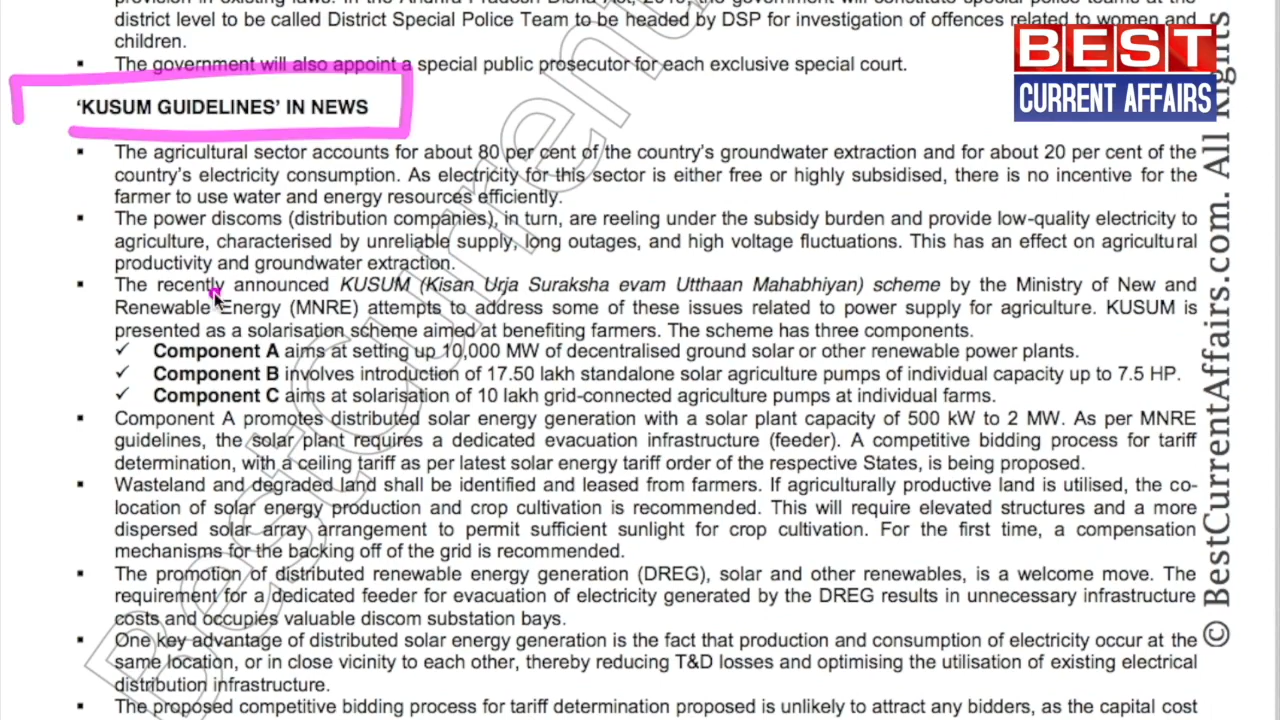 provision in existing laws. In the Andhra Pradesh Disha Act, 2019, the government will constitute special police teams at the
district level to be called District Special Police Team to be headed by DSP for investigation of offences related to women and
children.
▪ The government will also appoint a special public prosecutor for each exclusive special court.
BEST
CURRENT AFFAIRS
‘KUSUM GUIDELINES’ IN NEWS
▪ The agricultural sector accounts for about 80 per cent of the country’s groundwater extraction and for about 20 per cent of the
country’s electricity consumption. As electricity for this sector is either free or highly subsidised, there is no incentive for the
farmer to use water and energy resources efficiently.
▪ The power discoms (distribution companies), in turn, are reeling under the subsidy burden and provide low-quality electricity to
agriculture, characterised by unreliable supply, long outages, and high voltage fluctuations. This has an effect on agricultural
productivity and groundwater extraction.
▪ The recently announced KUSUM (Kisan Urja Suraksha evam Utthaan Mahabhiyan) scheme by the Ministry of New and
Renewable Energy (MNRE) attempts to address some of these issues related to power supply for agriculture. KUSUM is
presented as a solarisation scheme aimed at benefiting farmers. The scheme has three components.
✓ Component A aims at setting up 10,000 MW of decentralised ground solar or other renewable power plants.
✓ Component B involves introduction of 17.50 lakh standalone solar agriculture pumps of individual capacity up to 7.5 HP.
✓ Component C aims at solarisation of 10 lakh grid-connected agriculture pumps at individual farms.
▪ Component A promotes distributed solar energy generation with a solar plant capacity of 500 kW to 2 MW. As per MNRE
guidelines, the solar plant requires a dedicated evacuation infrastructure (feeder). A competitive bidding process for tariff
determination, with a ceiling tariff as per latest solar energy tariff order of the respective States, is being proposed.
▪ Wasteland and degraded land shall be identified and leased from farmers. If agriculturally productive land is utilised, the co-
location of solar energy production and crop cultivation is recommended. This will require elevated structures and a more
dispersed solar array arrangement to permit sufficient sunlight for crop cultivation. For the first time, a compensation
mechanisms for the backing off of the grid is recommended.
▪ The promotion of distributed renewable energy generation (DREG), solar and other renewables, is a welcome move. The
requirement for a dedicated feeder for evacuation of electricity generated by the DREG results in unnecessary infrastructure
costs and occupies valuable discom substation bays.
▪ One key advantage of distributed solar energy generation is the fact that production and consumption of electricity occur at the
same location, or in close vicinity to each other, thereby reducing T&D losses and optimising the utilisation of existing electrical
distribution infrastructure.
▪ The proposed competitive bidding process for tariff determination proposed is unlikely to attract any bidders, as the capital cost
© BestCurrentAffairs.com. All Rights
BestCurrent